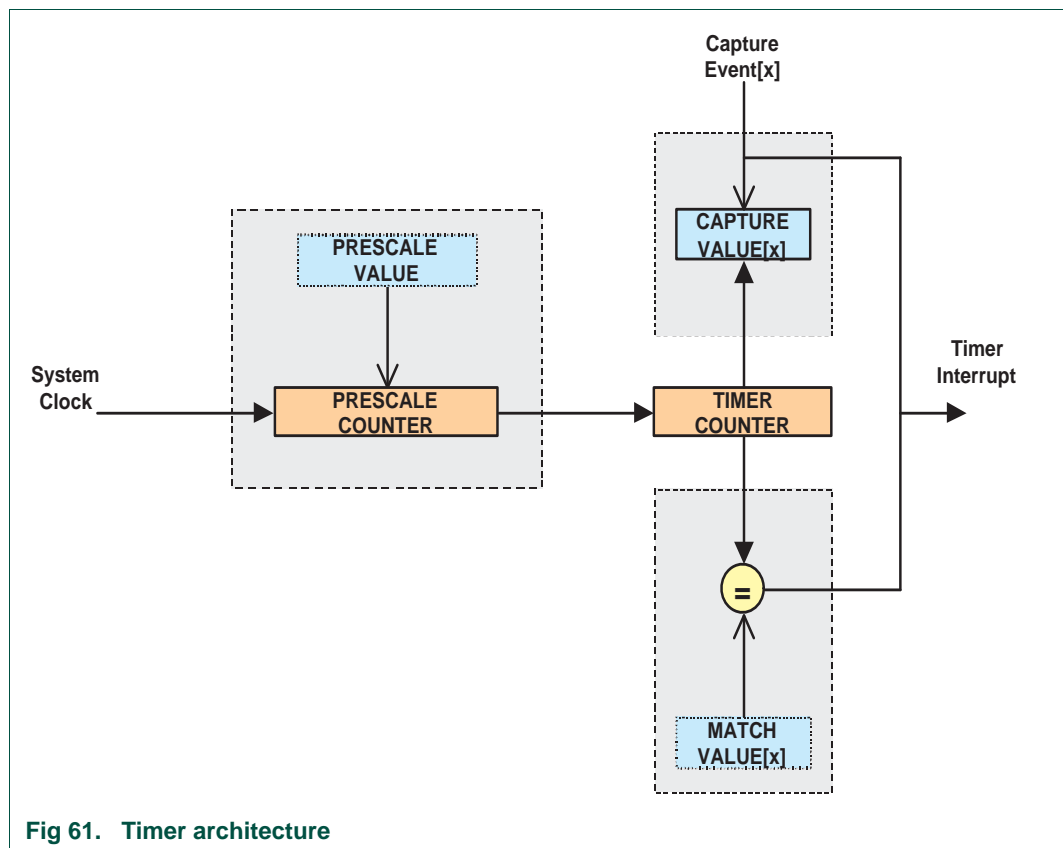 Capture
Event[x]
CAPTURE
VALUE[x]
PRESCALE
VALUE
System
Clock
PRESCALE
COUNTER
TIMER
COUNTER
Timer
Interrupt
=
MATCH
VALUE[x]
Fig 61. Timer architecture